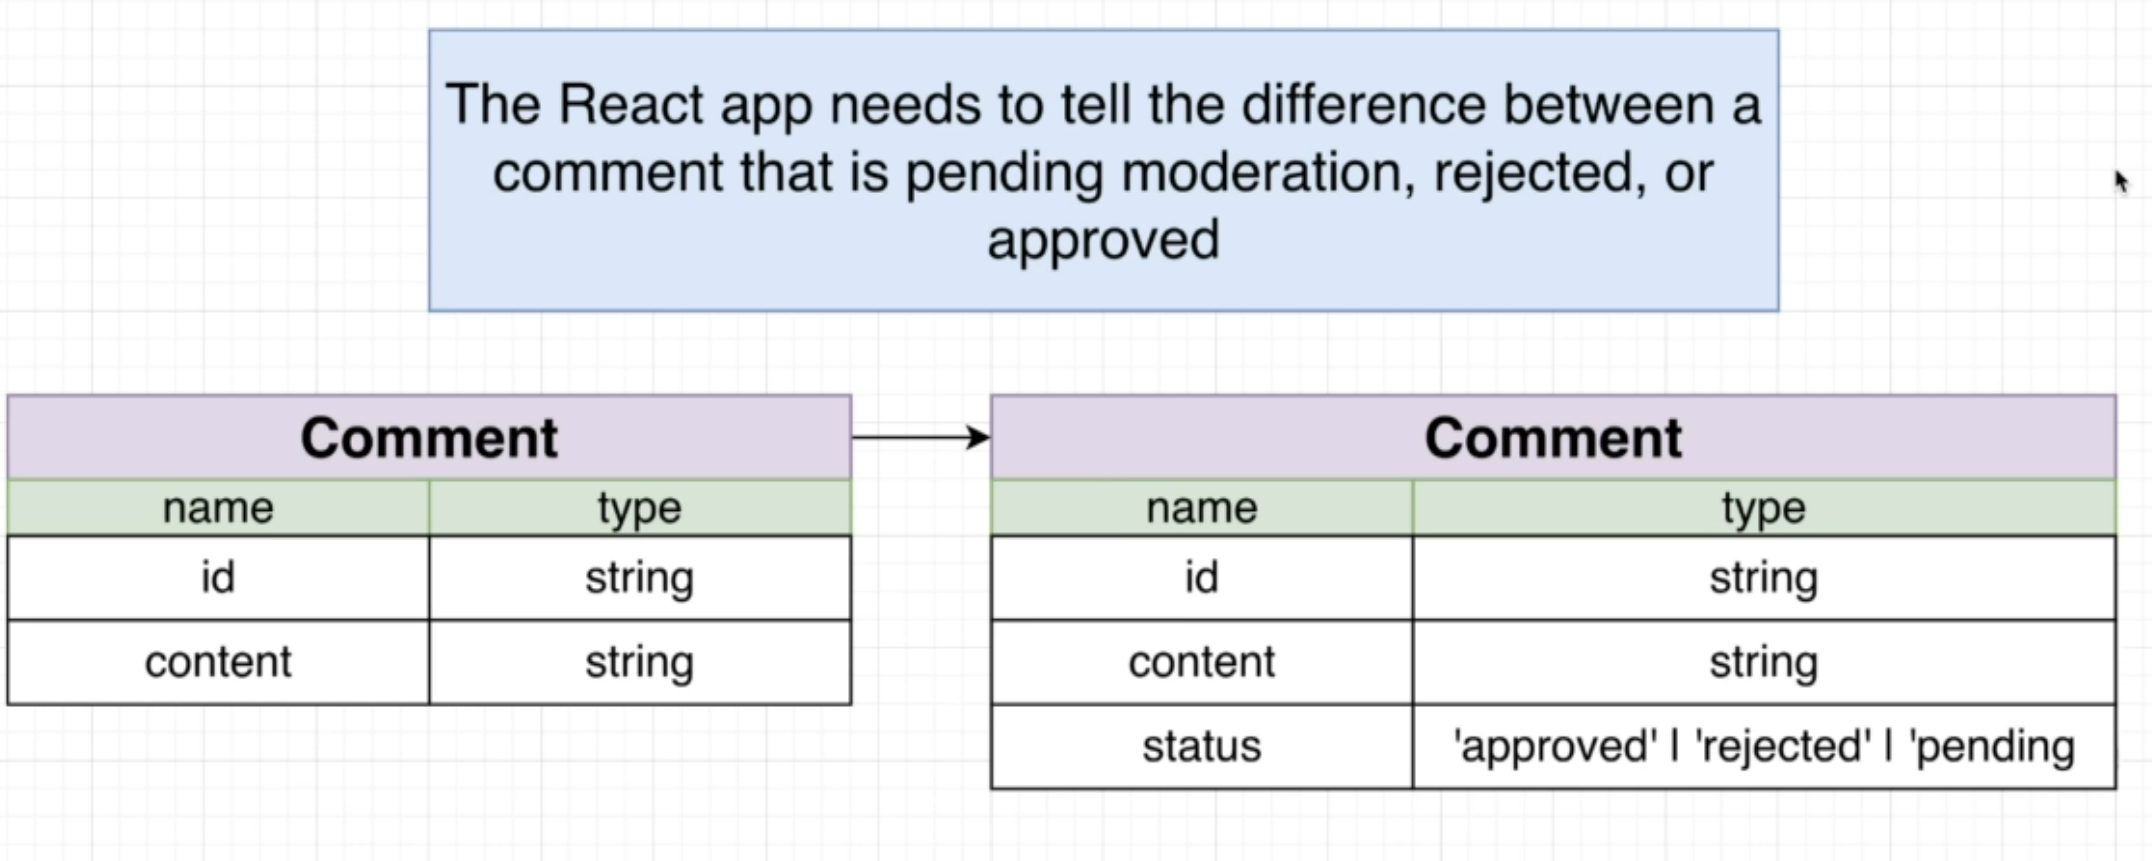 The React app needs to tell the difference between a
comment that is pending moderation, rejected, or
approved
Comment
name type
id string
content string
Comment
name type
id string
content string
status 'approved' | 'rejected' | 'pending